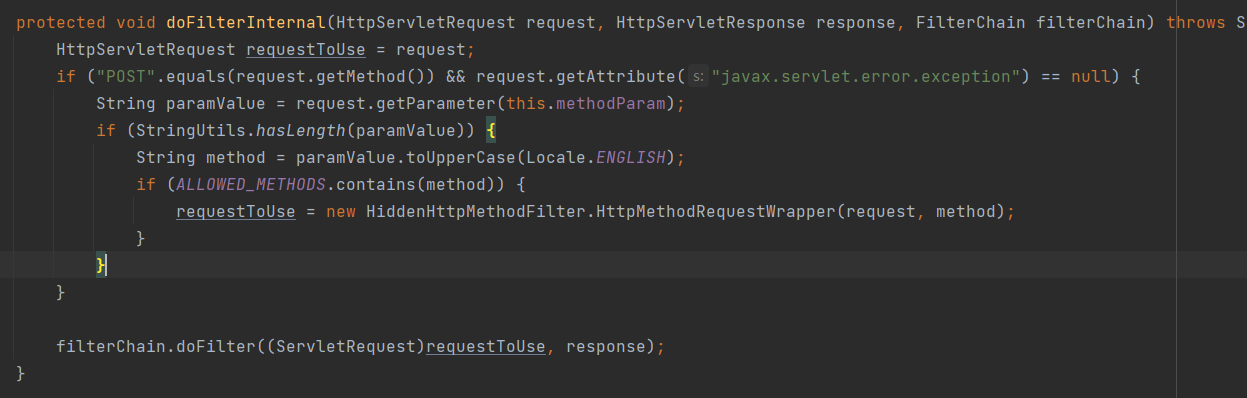 protected void doFilterInternal(HttpServletRequest request, HttpServletResponse response, FilterChain filterChain) throws S
HttpServletRequest requestToUse = request;
if ("POST".equals(request.getMethod()) && request.getAttribute( s: "javax.servlet.error.exception") == null) {
String paramValue = request.getParameter(this.methodParam);
if (StringUtils.hasLength(paramValue)) {
String method = paramValue.toUpperCase(Locale.ENGLISH);
if (ALLOWED_METHODS.contains(method)) {
requestToUse = new HiddenHttpMethodFilter.HttpMethodRequestWrapper(request, method);
}
}
}
filterChain.doFilter((ServletRequest)requestToUse, response);
}